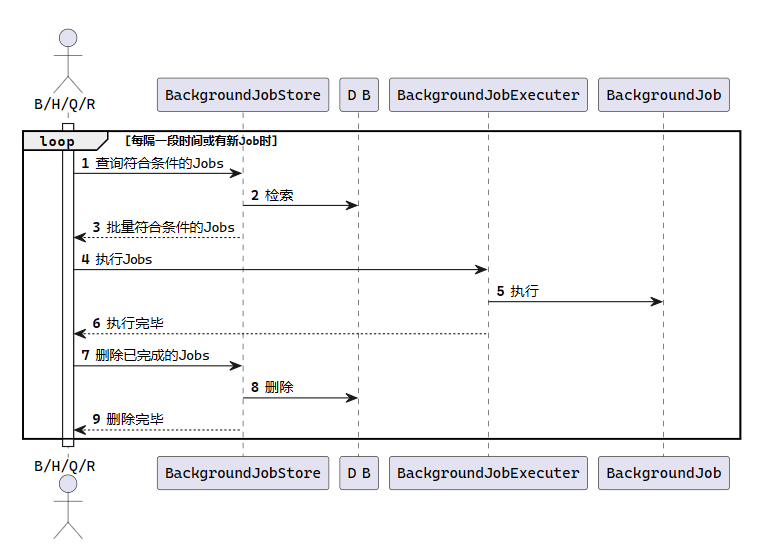 B/H/Q/R
BackgroundJobStore
D B
BackgroundJobExecuter
BackgroundJob
loop
[每隔一段时间或有新Job时]
1 查询符合条件的Jobs
2 检索
3 批量符合条件的Jobs
4 执行Jobs
5 执行
6 执行完毕
7 删除已完成的Jobs
8 删除
9 删除完毕
B/H/Q/R
BackgroundJobStore
D B
BackgroundJobExecuter
BackgroundJob